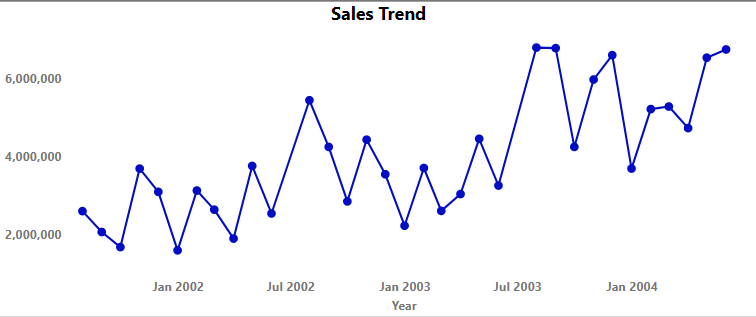 Sales Trend
6,000,000
4,000,000
2,000,000
Jan 2002 Jul 2002 Jan 2003 Jul 2003 Jan 2004
Year